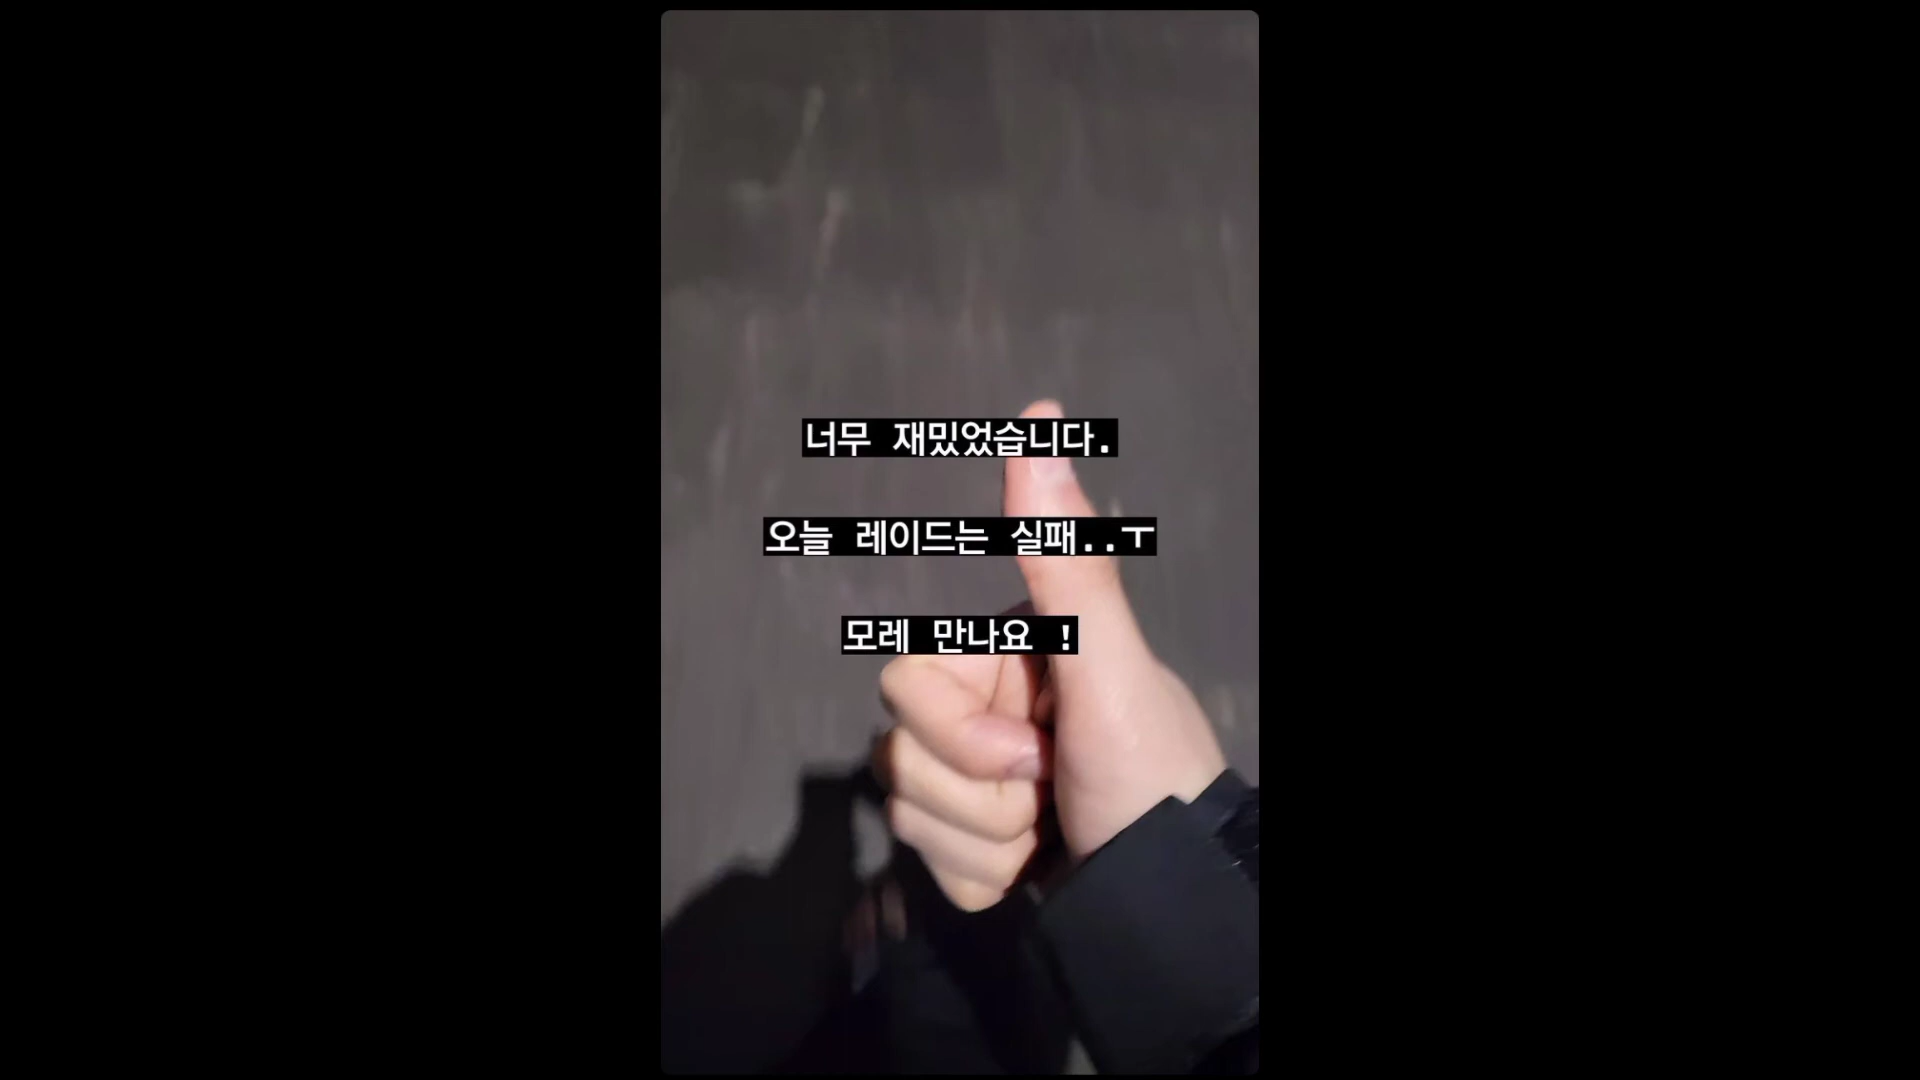 너무 재밌었습니다.
오늘 레이드는 실패..ㅜ
모레 만나요 !